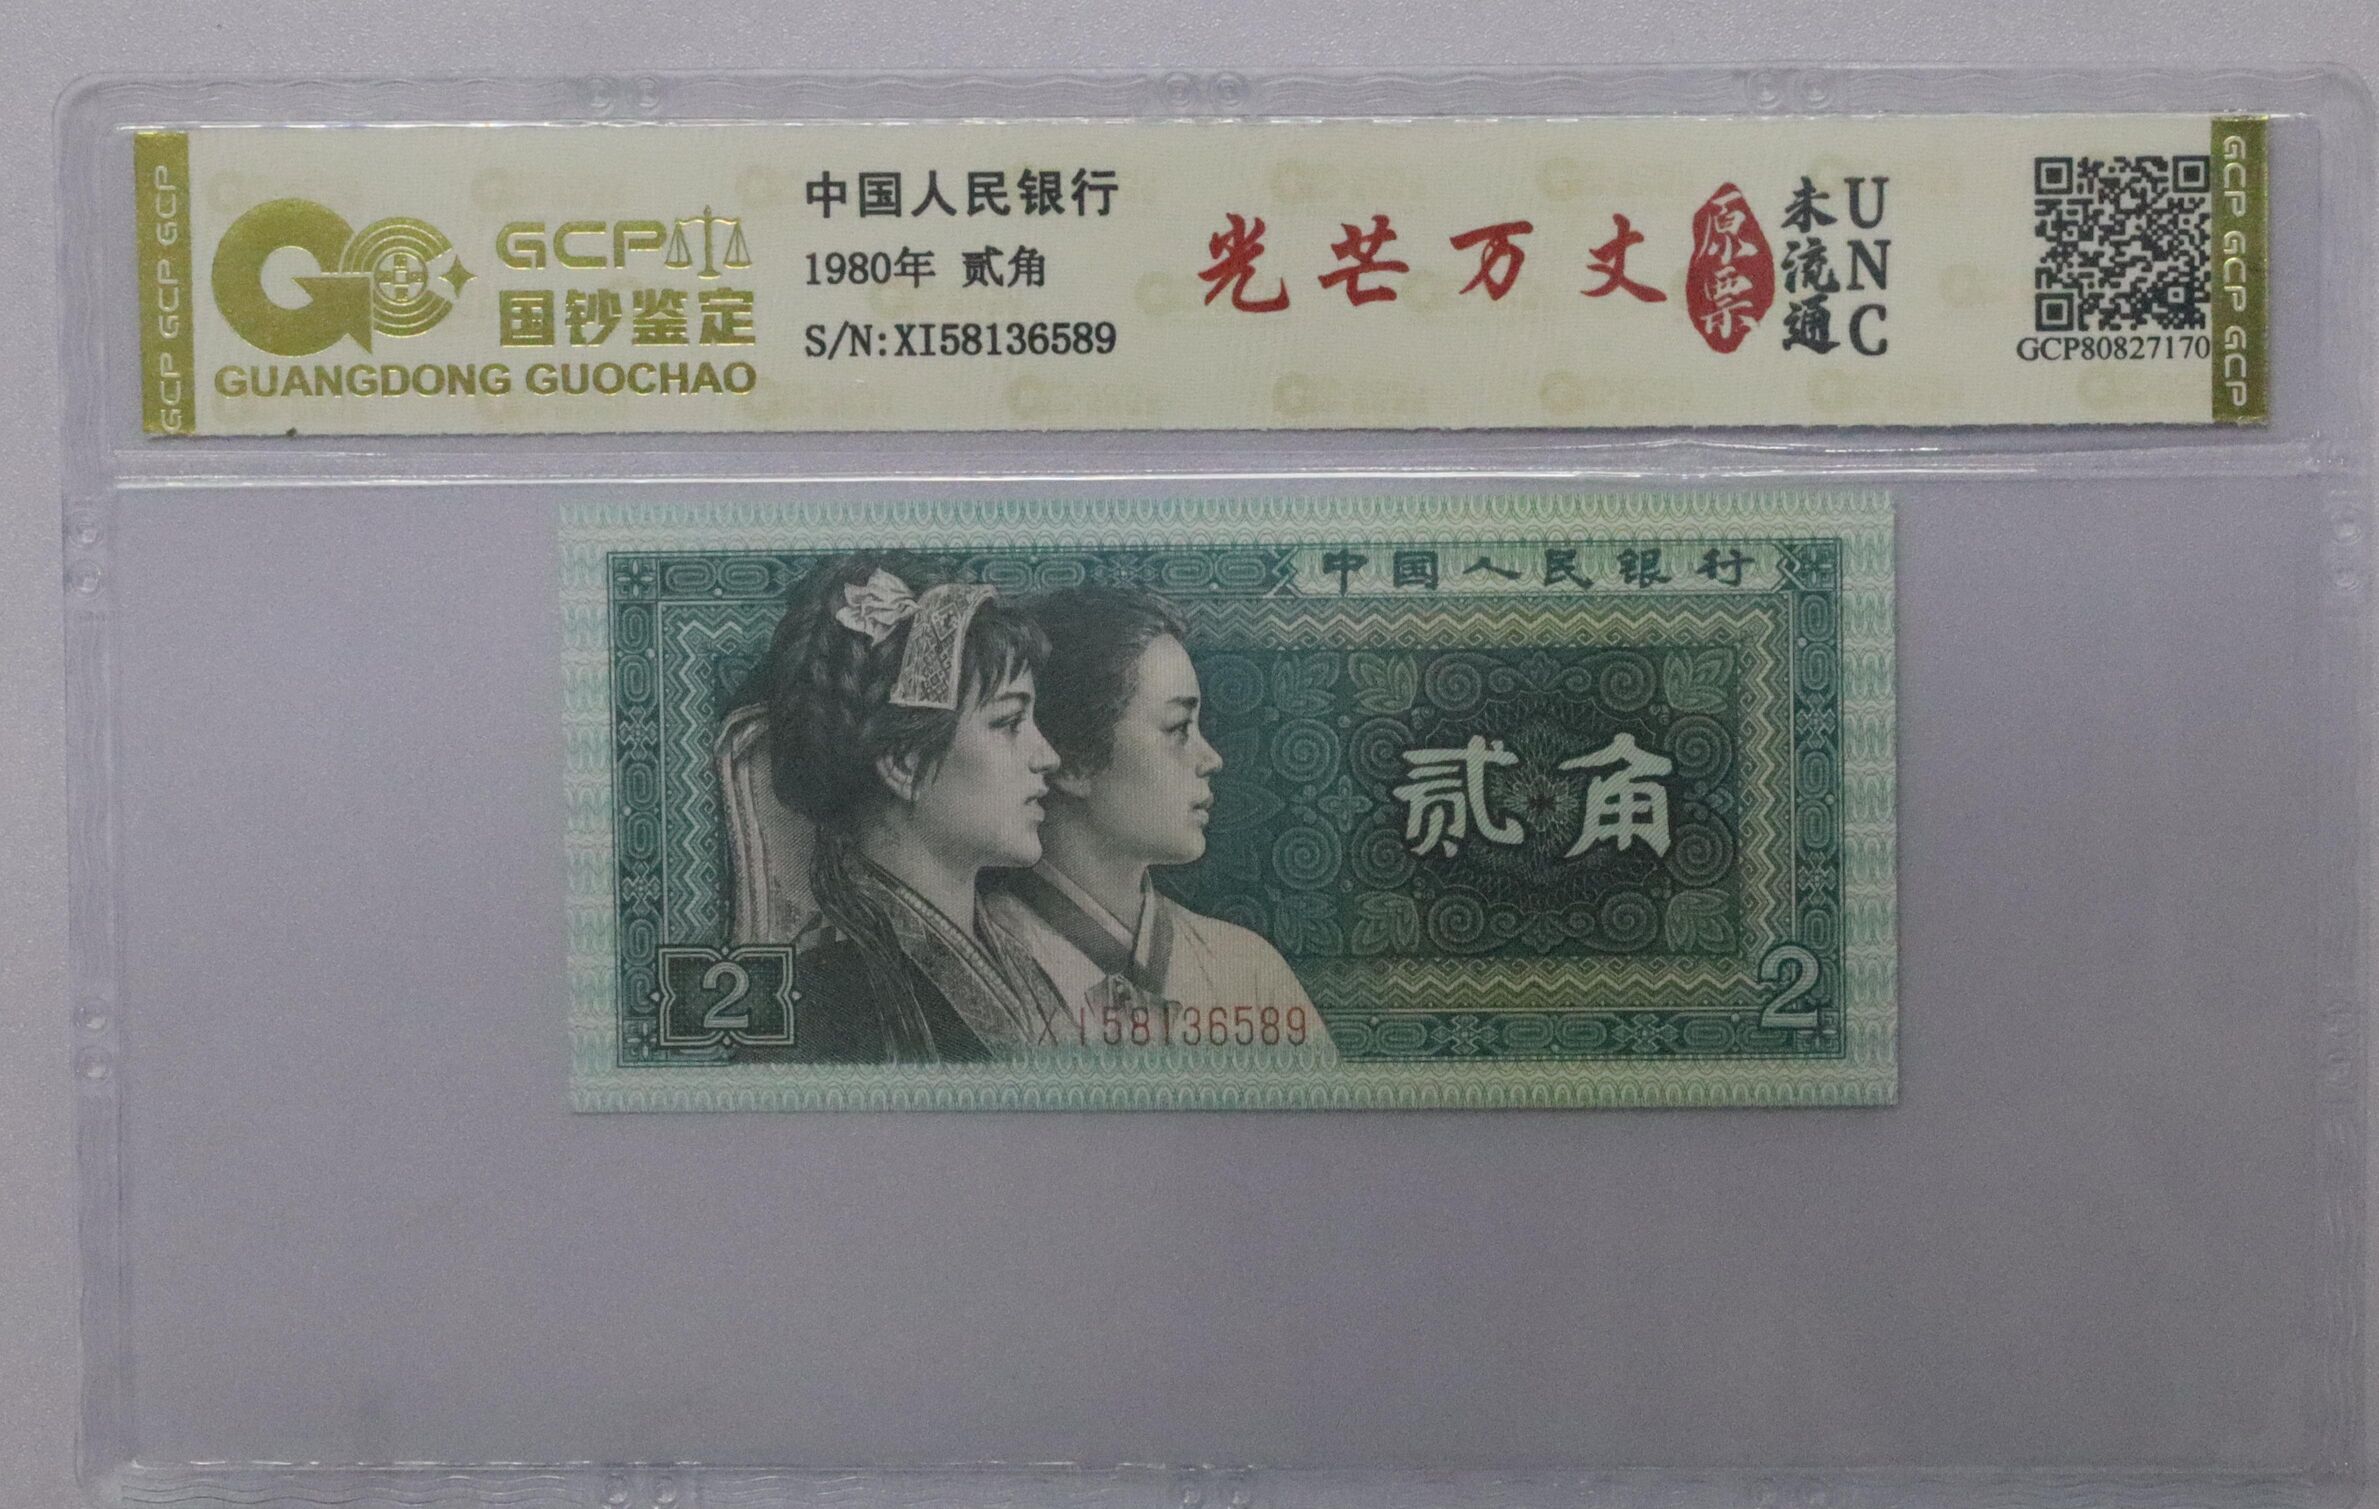 GCP GCP GCP
GCP
国钞鉴定
GUANGDONG GUOCHAO
中国人民银行
1980年 贰角
S/N:XI58136589
光芒万丈
原票
未流通
UNC
GCP80827170
GCP GCP GCP GCP
中国人民银行
贰角
2
XI58136589
2